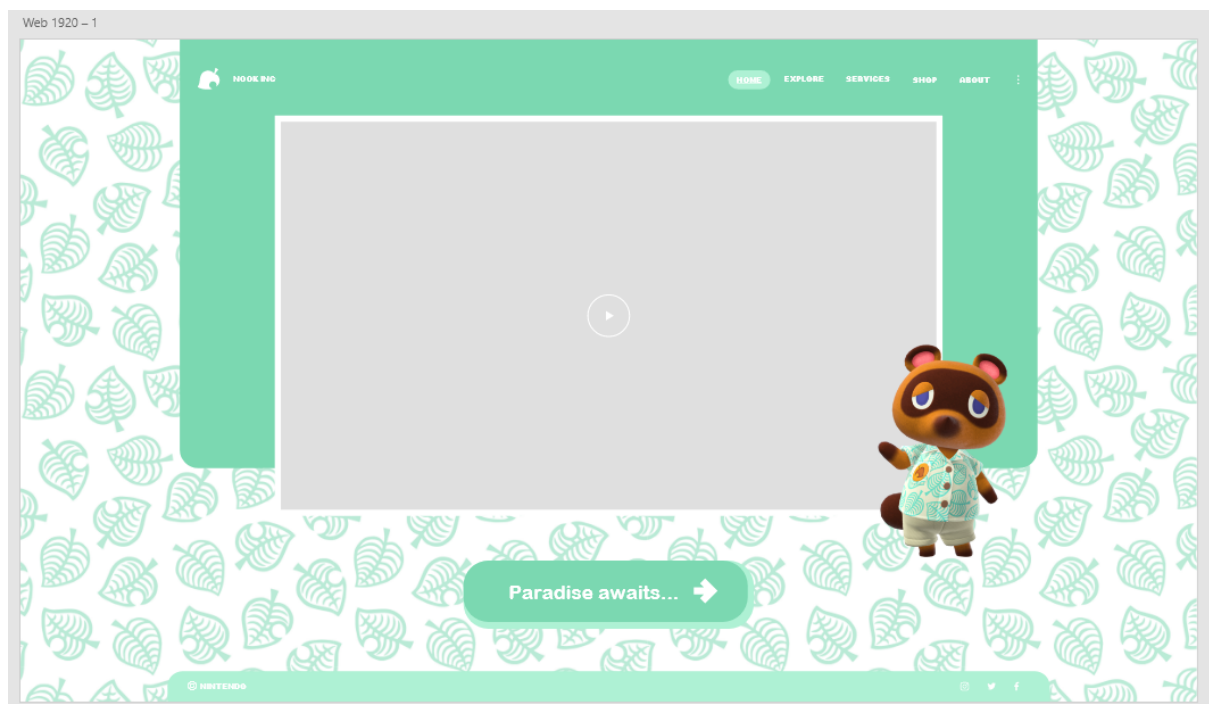 Web 1920 – 1
NOOK INC
HOME EXPLORE SERVICES SHOP ABOUT
Paradise awaits...
NINTENDO